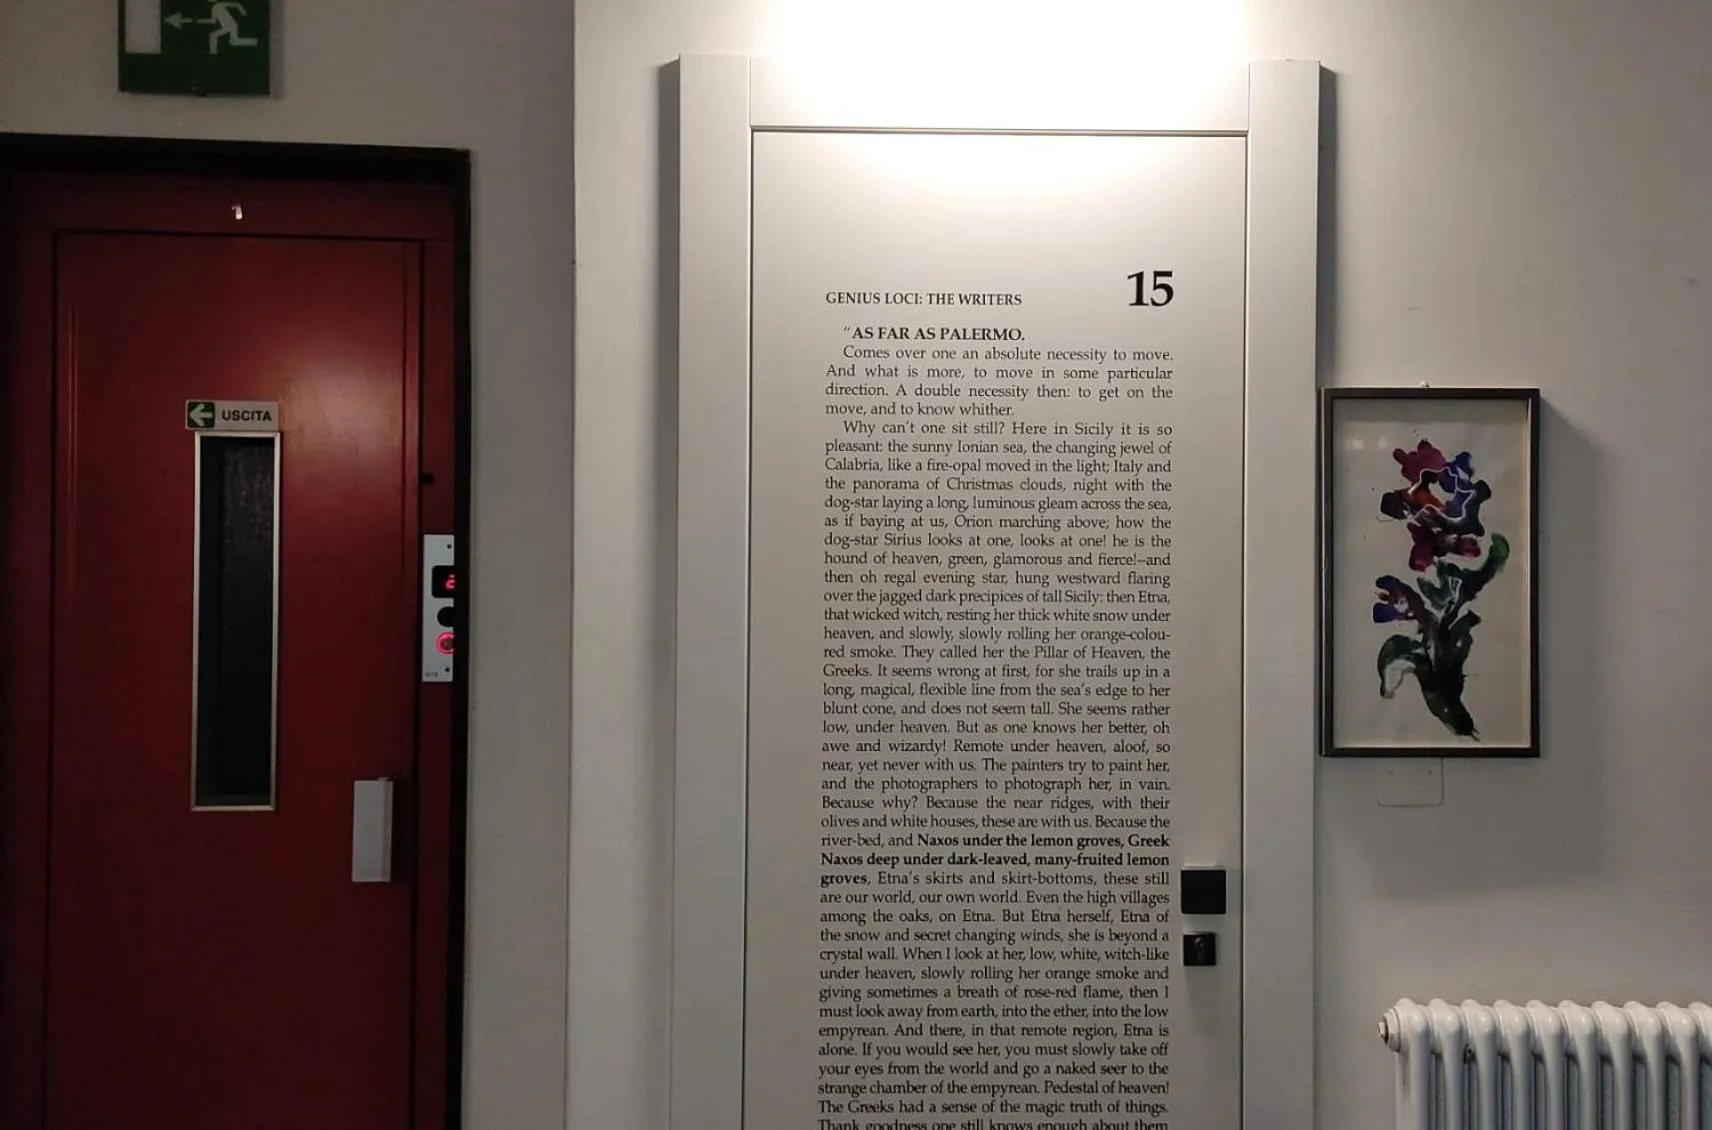 1
USCITA
GENIUS LOCI: THE WRITERS
15
"AS FAR AS PALERMO.
Comes over one an absolute necessity to move.
And what is more, to move in some particular
direction. A double necessity then: to get on the
move, and to know whither.
Why can't one sit still? Here in Sicily it is so
pleasant: the sunny Ionian sea, the changing jewel of
Calabria, like a fire-opal moved in the light; Italy and
the panorama of Christmas clouds, night with the
dog-star laying a long, luminous gleam across the sea,
as if baying at us, Orion marching above; how the
dog-star Sirius looks at one, looks at one! he is the
hound of heaven, green, glamorous and fierce!–and
then oh regal evening star, hung westward flaring
over the jagged dark precipices of tall Sicily: then Etna,
that wicked witch, resting her thick white snow under
heaven, and slowly, slowly rolling her orange-colou-
red smoke. They called her the Pillar of Heaven, the
Greeks. It seems wrong at first, for she trails up in a
long, magical, flexible line from the sea's edge to her
blunt cone, and does not seem tall. She seems rather
low, under heaven. But as one knows her better, oh
awe and wizardy! Remote under heaven, aloof, so
near, yet never with us. The painters try to paint her,
and the photographers to photograph her, in vain.
Because why? Because the near ridges, with their
olives and white houses, these are with us. Because the
river-bed, and Naxos under the lemon groves, Greek
Naxos deep under dark-leaved, many-fruited lemon
groves, Etna's skirts and skirt-bottoms, these still
are our world, our own world. Even the high villages
among the oaks, on Etna. But Etna herself, Etna of
the snow and secret changing winds, she is beyond a
crystal wall. When I look at her, low, white, witch-like
under heaven, slowly rolling her orange smoke and
giving sometimes a breath of rose-red flame, then I
must look away from earth, into the ether, into the low
empyrean. And there, in that remote region, Etna is
alone. If you would see her, you must slowly take off
your eyes from the world and go a naked seer to the
strange chamber of the empyrean. Pedestal of heaven!
The Greeks had a sense of the magic truth of things.
Thank goodness one still knows enough about them